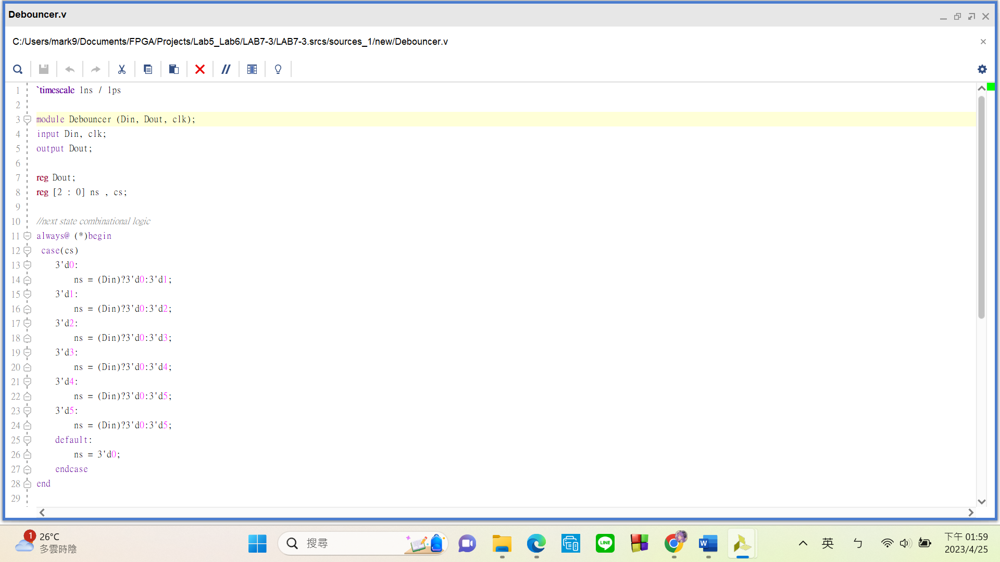 Debouncer.v
C:/Users/mark9/Documents/FPGA/Projects/Lab5_Lab6/LAB7-3/LAB7-3.srcs/sources_1/new/Debouncer.v
1 `timescale 1ns / 1ps
2
3 module Debouncer (Din, Dout, clk);
4 input Din, clk;
5 output Dout;
6
7 reg Dout;
8 reg [2 : 0] ns , cs;
9
10 //next state combinational logic
11 always@ (*)begin
12 case(cs)
13 3'd0:
14 ns = (Din)?3'd0:3'd1;
15 3'd1:
16 ns = (Din)?3'd0:3'd2;
17 3'd2:
18 ns = (Din)?3'd0:3'd3;
19 3'd3:
20 ns = (Din)?3'd0:3'd4;
21 3'd4:
22 ns = (Din)?3'd0:3'd5;
23 3'd5:
24 ns = (Din)?3'd0:3'd5;
25 default:
26 ns = 3'd0;
27 endcase
28 end
29
1
26°C
多雲時陰
搜尋
LINE
W
英
ㄅ
下午 01:59
2023/4/25